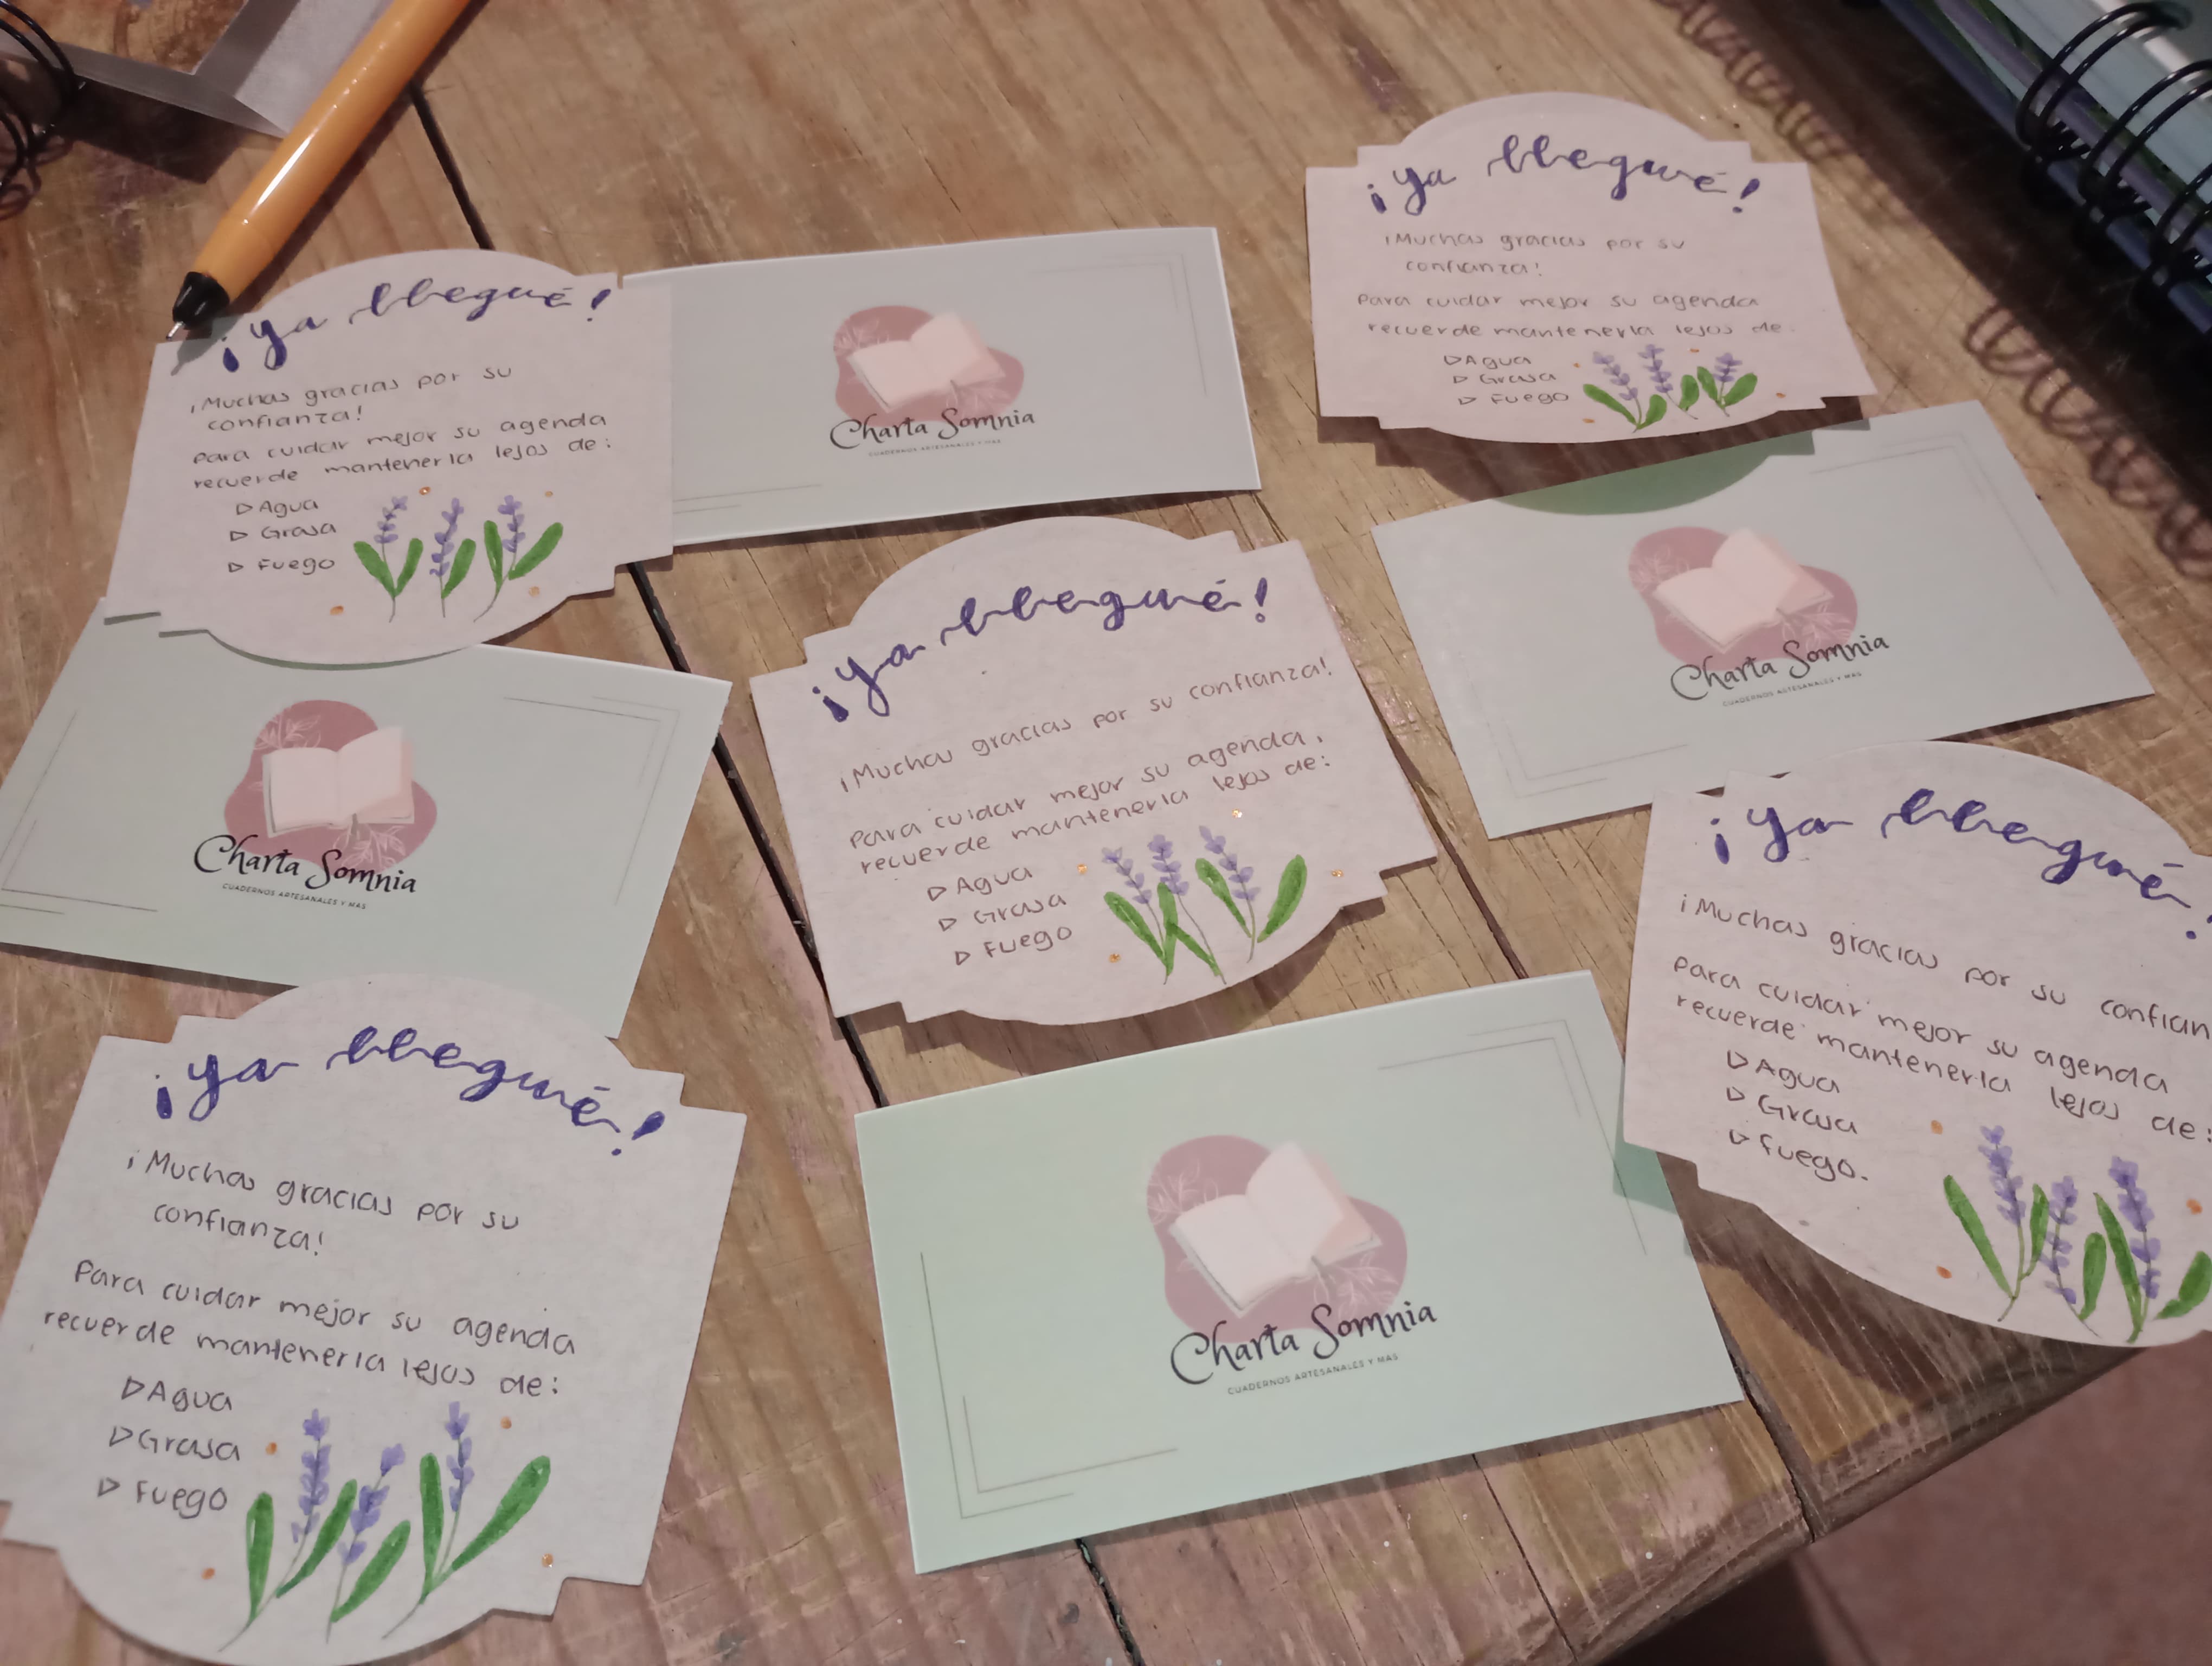 ¡ya llegué!
¡Muchas gracias por su
confianza!
Para cuidar mejor su agenda
recuerde mantenerla lejos de:
Agua
Grasa
Fuego
Charta Somnia
CUADERNOS ARTESANALES Y MAS
¡ya llegué!
¡Muchas gracias por su
confianza!
Para cuidar mejor su agenda
recuerde mantenerla lejos de:
Agua
Grasa
Fuego
Charta Somnia
CUADERNOS ARTESANALES Y MAS
¡ya llegué!
¡Muchas gracias por su confianza!
Para cuidar mejor su agenda.
recuerde mantenerla lejos de:
Agua
Grasa
Fuego
Charta Somnia
CUADERNOS ARTESANALES Y MAS
¡ya llegué!
¡Muchas gracias por su confian
Para cuidar mejor su agenda
recuerde mantenerla lejos de:
Agua
Grasa
Fuego.
¡ya llegué!
¡Muchas gracias por su
confianza!
Para cuidar mejor su agenda
recuerde mantenerla lejos de:
Agua
Grasa
Fuego
Charta Somnia
CUADERNOS ARTESANALES Y MAS